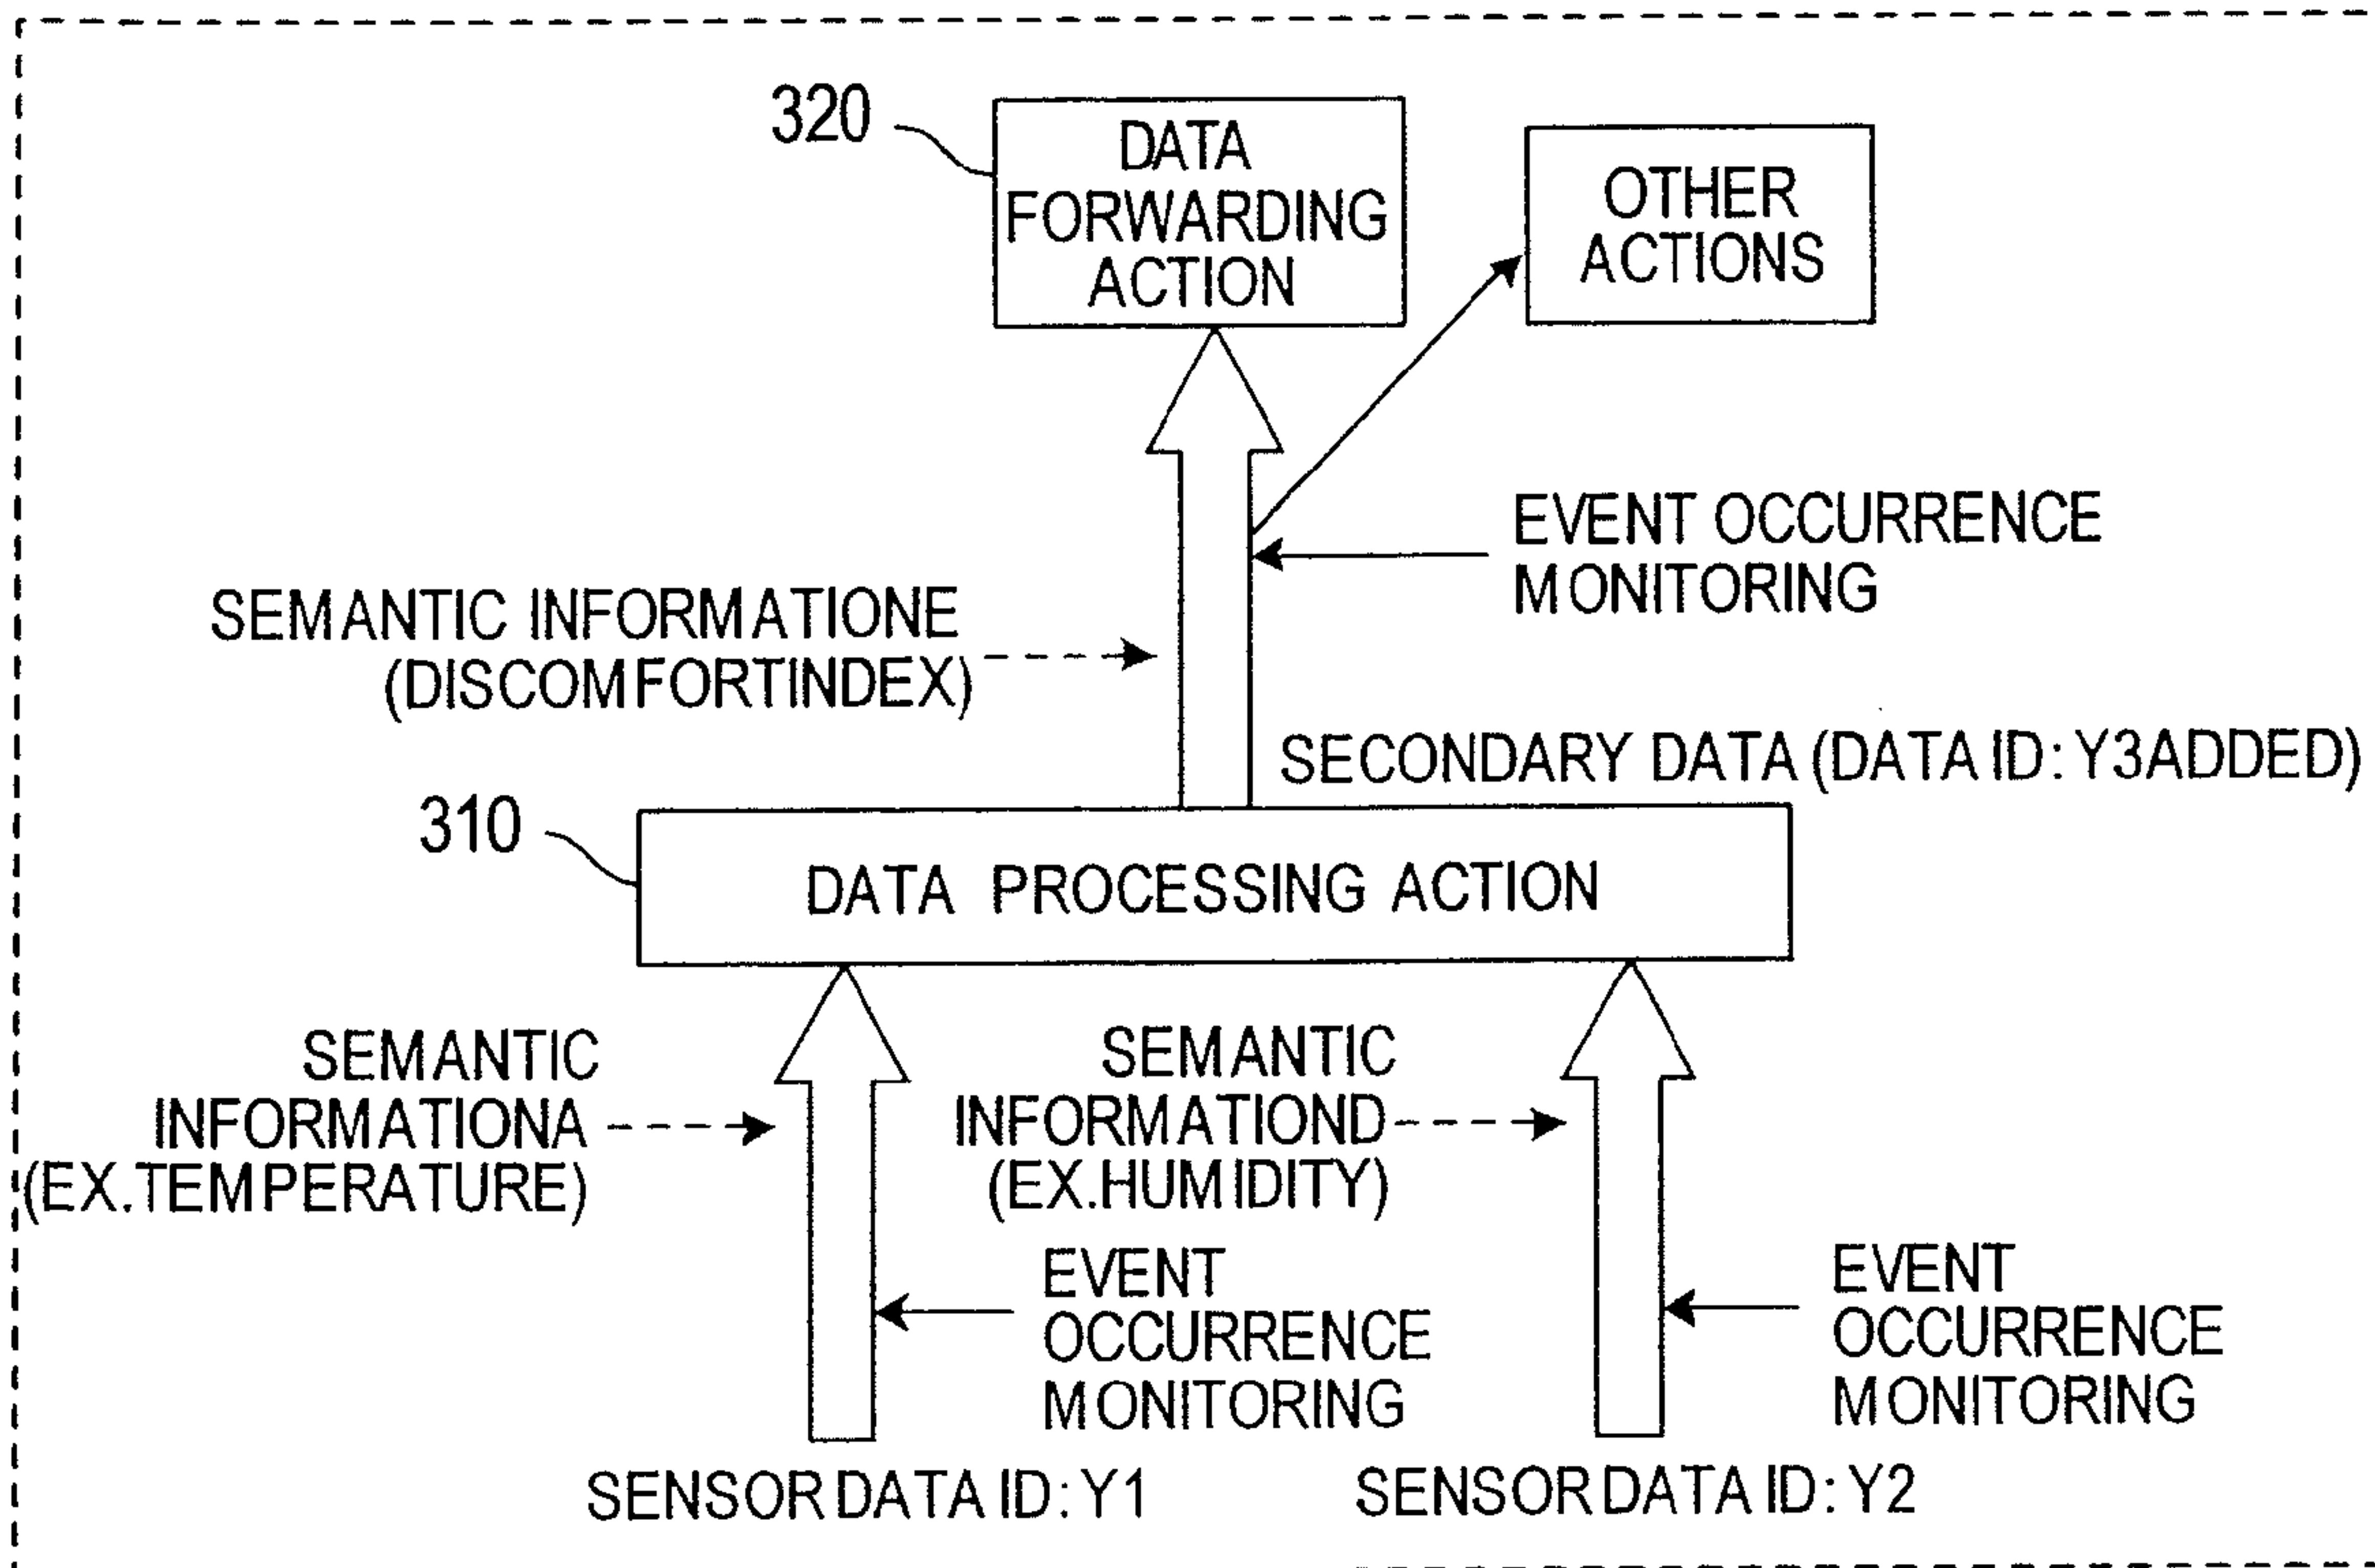 320
DATA
FORWARDING
ACTION
OTHER
ACTIONS
EVENT OCCURRENCE
MONITORING
SEMANTIC INFORMATIONE
(DISCOMFORTINDEX)
SECONDARY DATA (DATA ID: Y3ADDED)
310
DATA PROCESSING ACTION
SEMANTIC
INFORMATIONA
(EX.TEMPERATURE)
SEMANTIC
INFORMATIOND
(EX.HUMIDITY)
EVENT
OCCURRENCE
MONITORING
EVENT
OCCURRENCE
MONITORING
SENSOR DATA ID: Y1
SENSOR DATA ID: Y2